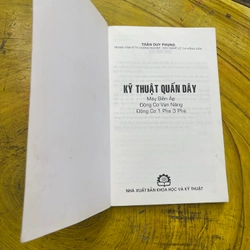 TRẦN DUY PHỤNG
KỸ THUẬT QUẤN DÂY
Máy Biến Áp
Động Cơ Vạn Năng
Động Cơ 1 Pha 3 Pha
NHÀ XUẤT BẢN KHOA HỌC VÀ KỸ THUẬT